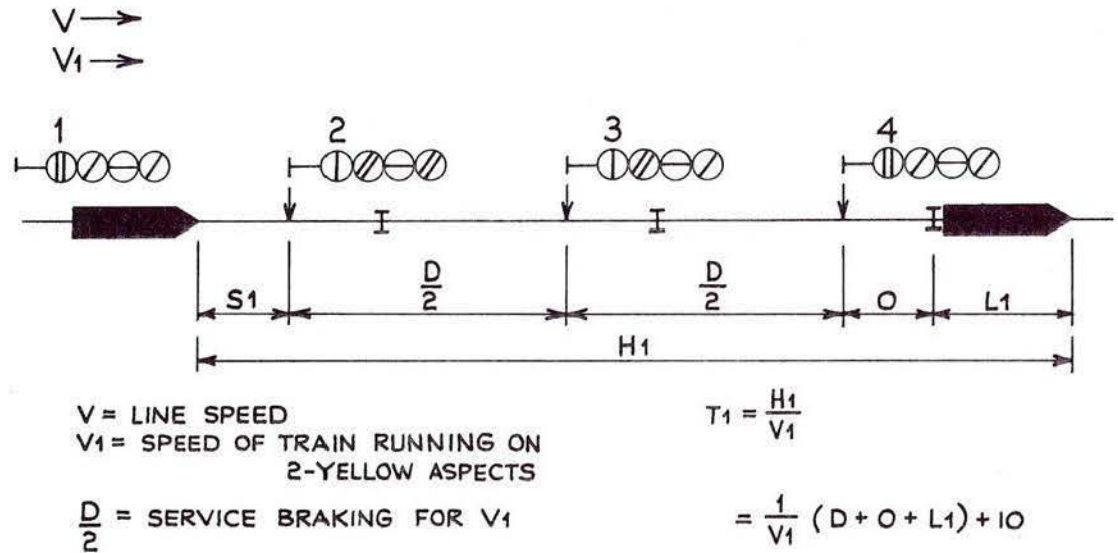 V
V1
1 2 3 4
S1 D/2 D/2 O L1
H1
V = LINE SPEED
V1 = SPEED OF TRAIN RUNNING ON
2-YELLOW ASPECTS
D/2 = SERVICE BRAKING FOR V1
T1 = H1/V1
= 1/V1 (D + O + L1) + 10